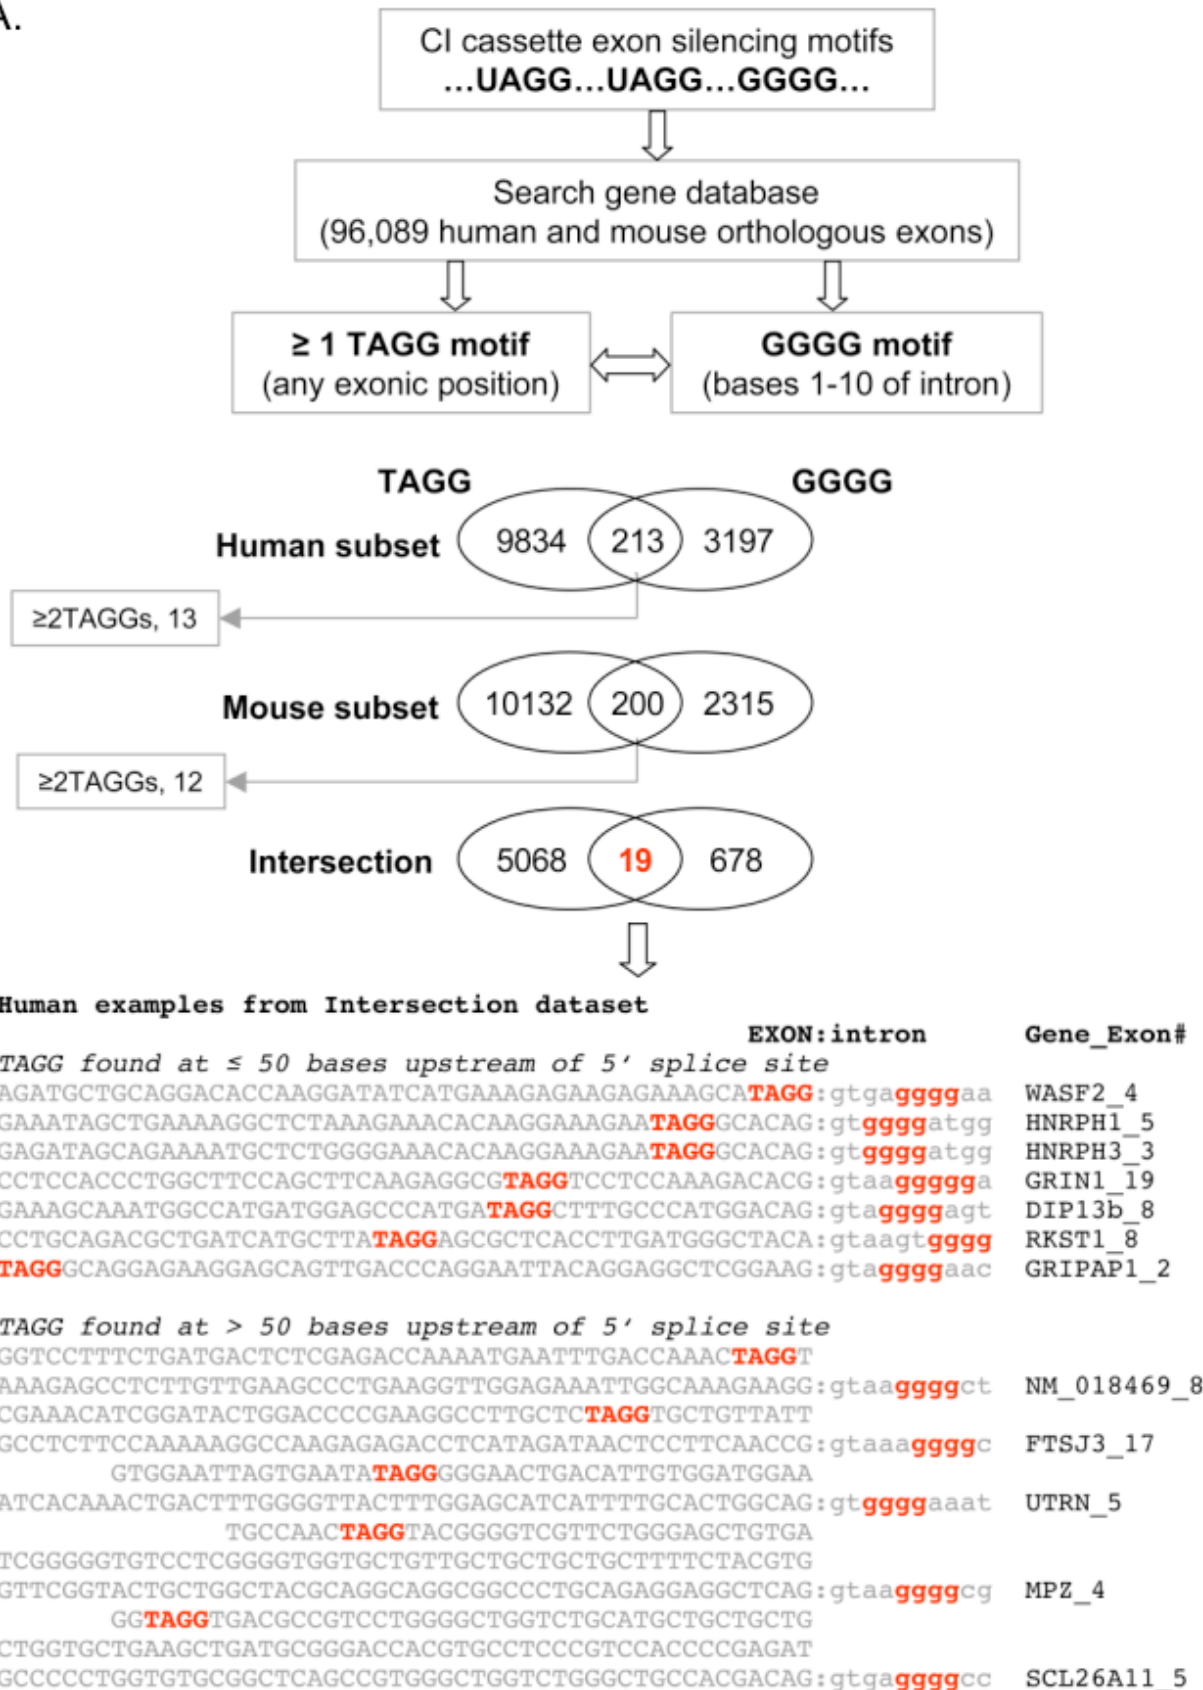 A.
CI cassette exon silencing motifs
...UAGG...UAGG...GGGG...
Search gene database
(96,089 human and mouse orthologous exons)
≥ 1 TAGG motif
(any exonic position)
GGGG motif
(bases 1-10 of intron)
TAGG GGGG
Human subset 9834 213 3197
≥2TAGGs, 13
Mouse subset 10132 200 2315
≥2TAGGs, 12
Intersection 5068 19 678
Human examples from Intersection dataset
EXON:intron Gene_Exon#
TAGG found at ≤ 50 bases upstream of 5′ splice site
AGATGCTGCAGGACACCAAGGATATCATGAAAGAGAAGAGAAAGCATAGG:gtgaggggaa WASF2_4
GAAATAGCTGAAAAGGCTCTAAAGAAACACAAGGAAAGAATAGGGCACAG:gtggggatgg HNRPH1_5
GAGATAGCAGAAAATGCTCTGGGGAAACACAAGGAAAGAATAGGGCACAG:gtggggatgg HNRPH3_3
CCTCCACCCTGGCTTCCAGCTTCAAGAGGCGTAGGTCCTCCAAAGACACG:gtaaggggga GRIN1_19
GAAAGCAAATGGCCATGATGGAGCCCATGATAGGCTTTGCCCATGGACAG:gtaggggagt DIP13b_8
CCTGCAGACGCTGATCATGCTTATAGGAGCGCTCACCTTGATGGGCTACA:gtaagtgggg RKST1_8
TAGGGCAGGAGAAGGAGCAGTTGACCCAGGAATTACAGGAGGCTCGGAAG:gtaggggaac GRIPAP1_2
TAGG found at > 50 bases upstream of 5′ splice site
GGTCCTTTCTGATGACTCTCGAGACCAAAATGAATTTGACCAAACTAGGT
AAAGAGCCTCTTGTTGAAGCCCTGAAGGTTGGAGAAATTGGCAAAGAAGG:gtaaggggct NM_018469_8
CGAAACATCGGATACTGGACCCCGAAGGCCTTGCTCTAGGTGCTGTTATT
GCCTCTTCCAAAAAGGCCAAGAGAGACCTCATAGATAACTCCTTCAACCG:gtaaaggggc FTSJ3_17
GTGGAATTAGTGAATATAGGGGGAACTGACATTGTGGATGGAA
ATCACAAACTGACTTTGGGGTTACTTTGGAGCATCATTTTGCACTGGCAG:gtggggaaat UTRN_5
TGCCAACTAGGTACGGGGTCGTTCTGGGAGCTGTGA
TCGGGGGTGTCCTCGGGGTGGTGCTGTTGCTGCTGCTGCTTTTCTACGTG
GTTCGGTACTGCTGGCTACGCAGGCAGGCGGCCCTGCAGAGGAGGCTCAG:gtaaggggcg MPZ_4
GGTAGGTGACGCCGTCCTGGGGCTGGTCTGCATGCTGCTGCTG
CTGGTGCTGAAGCTGATGCGGGACCACGTGCCTCCCGTCCACCCCGAGAT
GCCCCCTGGTGTGCGGCTCAGCCGTGGGCTGGTCTGGGCTGCCACGACAG:gtgaggggcc SCL26A11_5